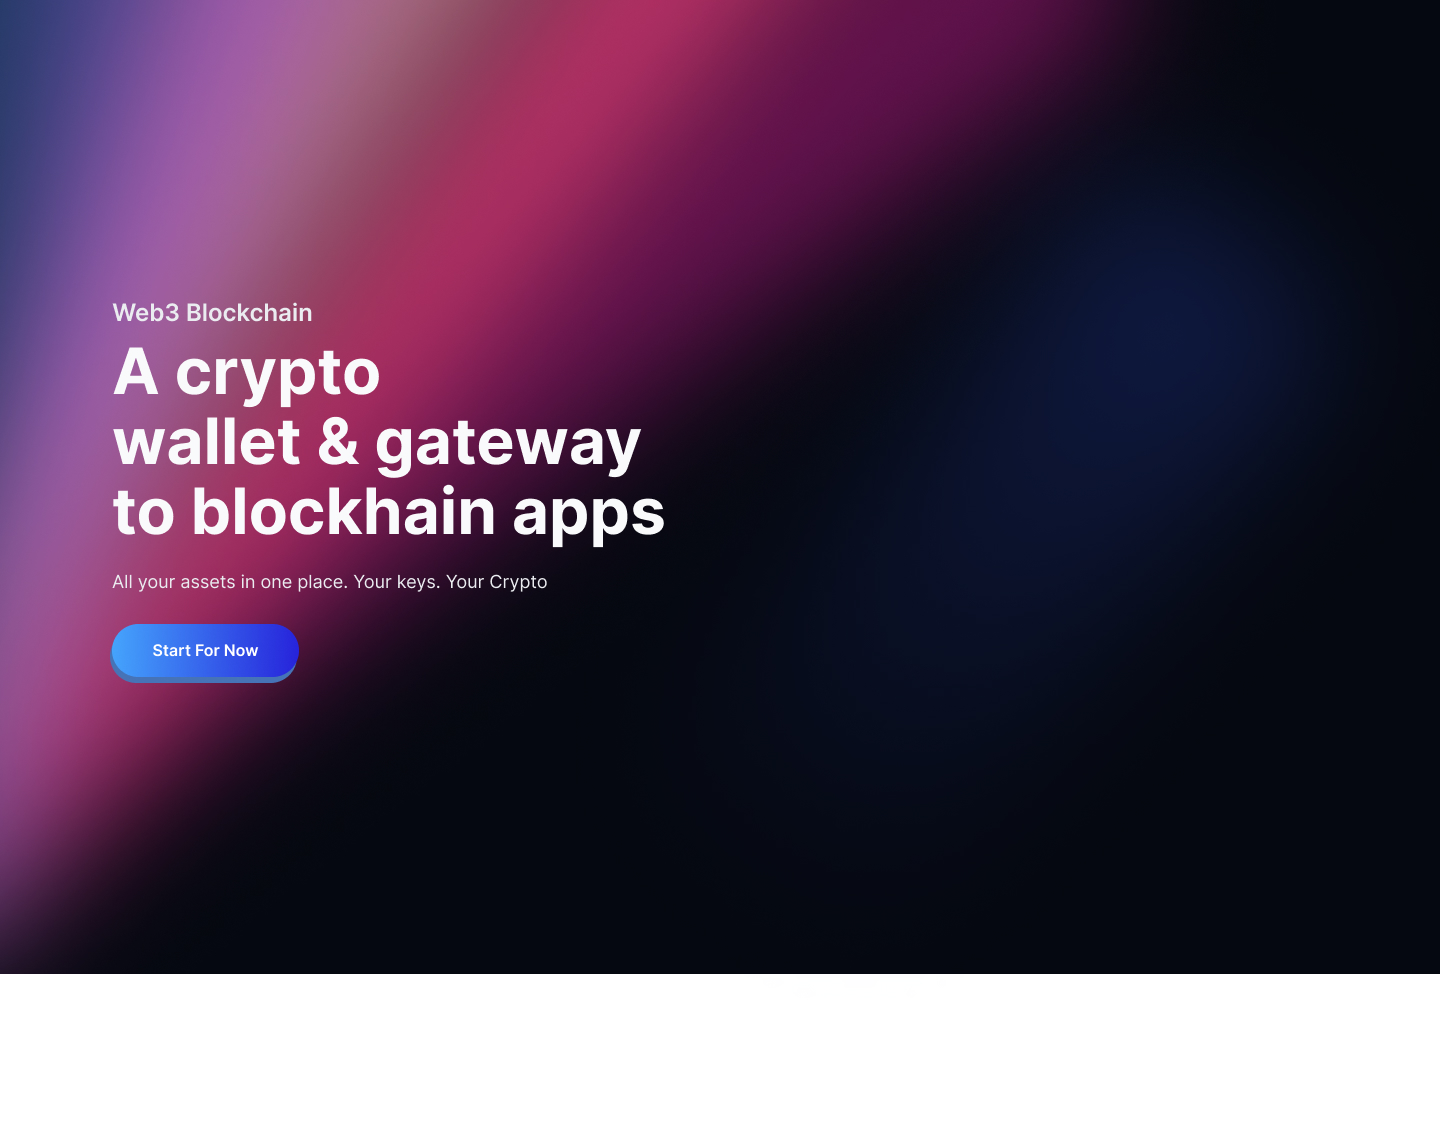 Web3 Blockchain
A crypto
wallet & gateway
to blockhain apps
All your assets in one place. Your keys. Your Crypto
Start For Now